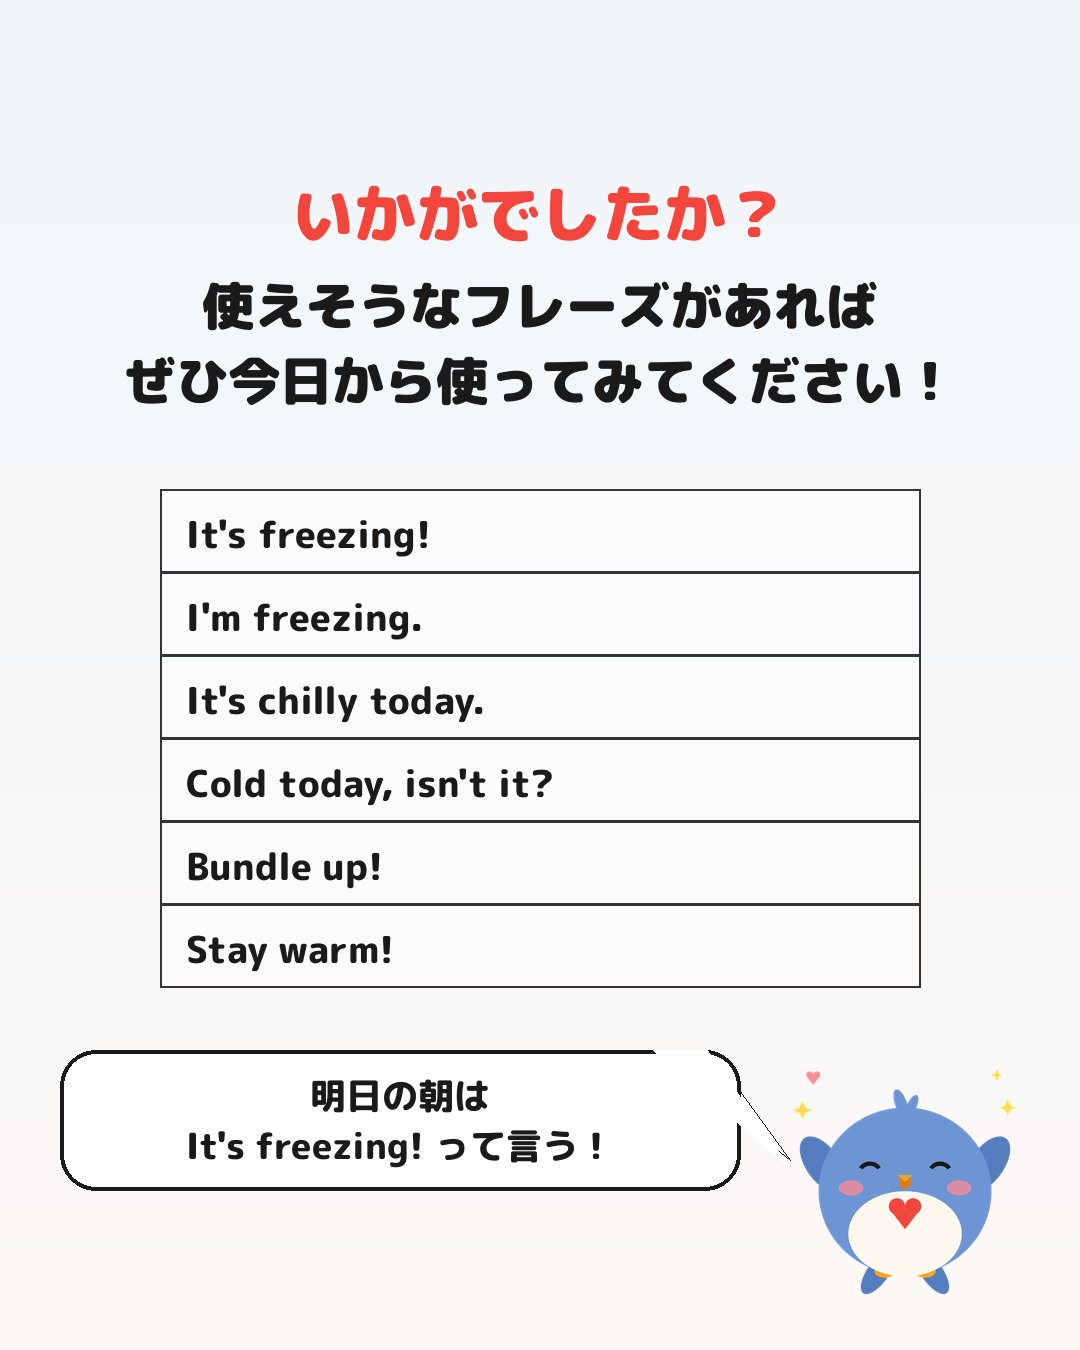 いかがでしたか？
使えそうなフレーズがあれば
ぜひ今日から使ってみてください！
It's freezing!
I'm freezing.
It's chilly today.
Cold today, isn't it?
Bundle up!
Stay warm!
明日の朝は
It's freezing! って言う！